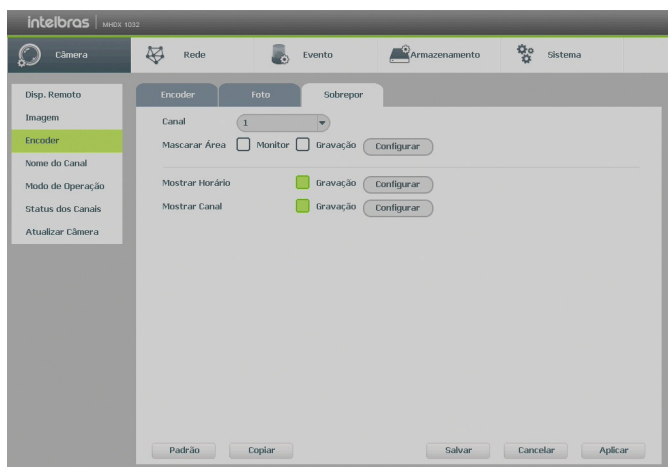 intelbras MHDX 1032
Câmera Rede Evento Armazenamento Sistema
Disp. Remoto
Imagem
Encoder
Nome do Canal
Modo de Operação
Status dos Canais
Atualizar Câmera
Encoder Foto Sobrepor
Canal 1
Mascarar Área Monitor Gravação Configurar
Mostrar Horário Gravação Configurar
Mostrar Canal Gravação Configurar
Padrão Copiar Salvar Cancelar Aplicar